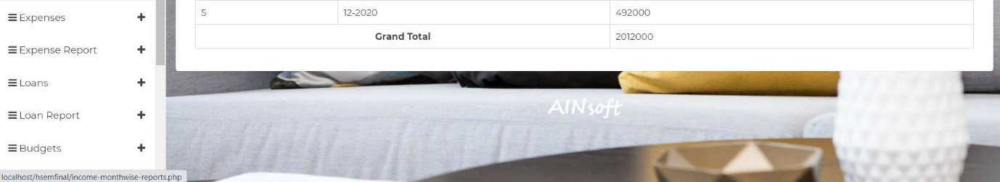 Expenses
Expense Report
Loans
Loan Report
Budgets
localhost/hsemfinal/income-monthwise-reports.php
5 12-2020 492000
Grand Total 2012000
AINsoft